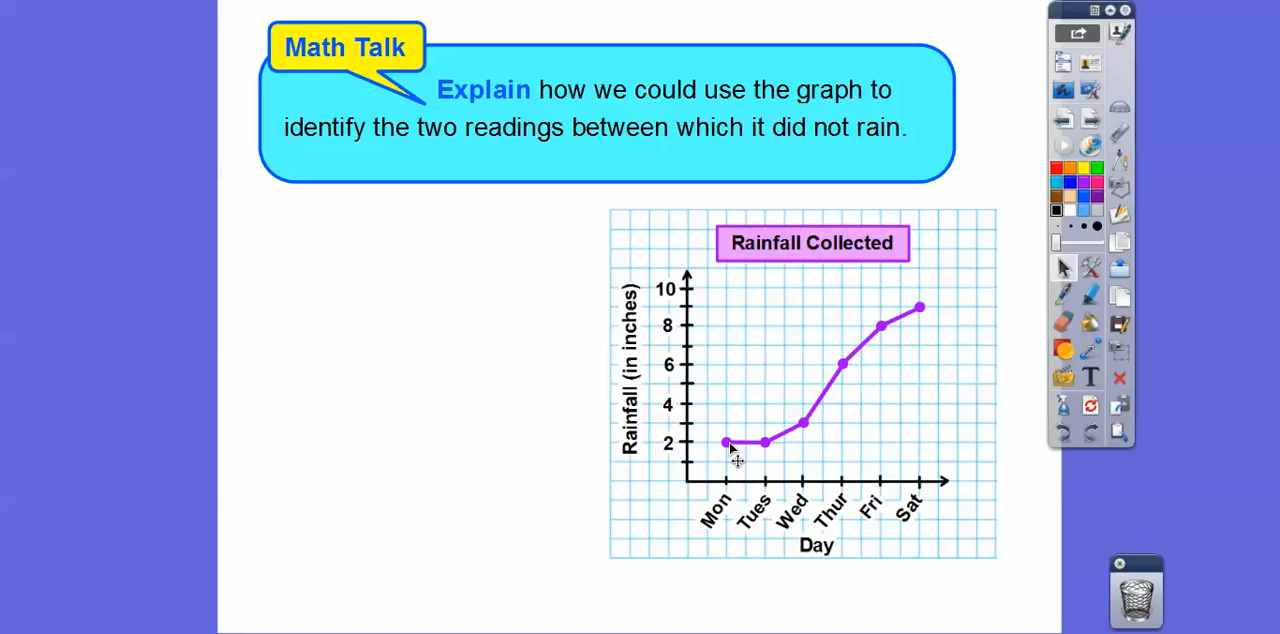 Math Talk
Explain how we could use the graph to
identify the two readings between which it did not rain.
Rainfall Collected
Rainfall (in inches)
10
8
6
4
2
Mon Tues Wed Thur Fri Sat
Day
T